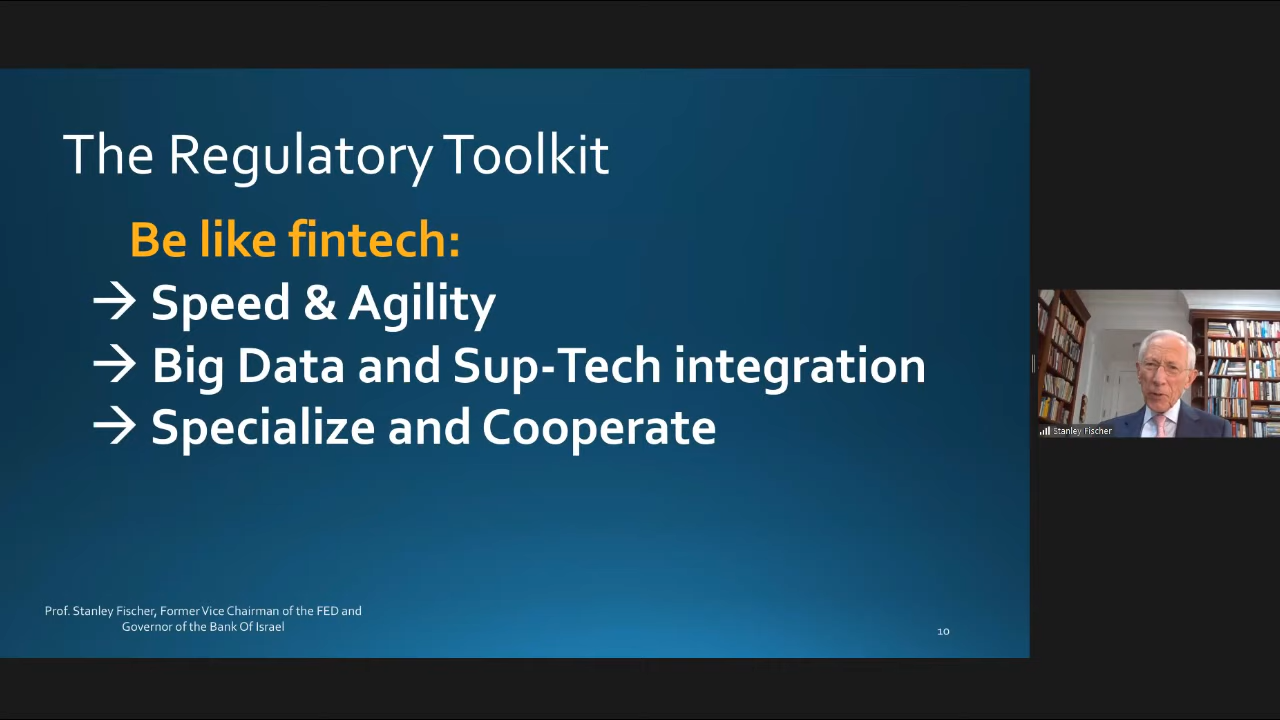 The Regulatory Toolkit
Be like fintech:
→ Speed & Agility
→ Big Data and Sup-Tech integration
→ Specialize and Cooperate
Prof. Stanley Fischer, Former Vice Chairman of the FED and
Governor of the Bank Of Israel
10
Stanley Fischer